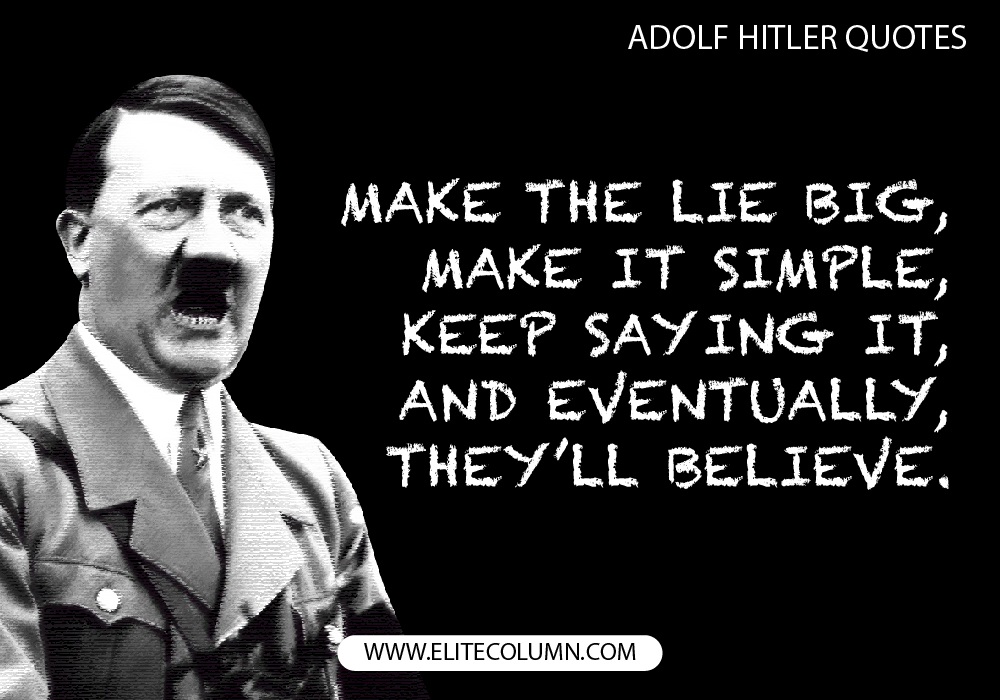 ADOLF HITLER QUOTES
MAKE THE LIE BIG,
MAKE IT SIMPLE,
KEEP SAYING IT,
AND EVENTUALLY,
THEY'LL BELIEVE.
WWW.ELITECOLUMN.COM